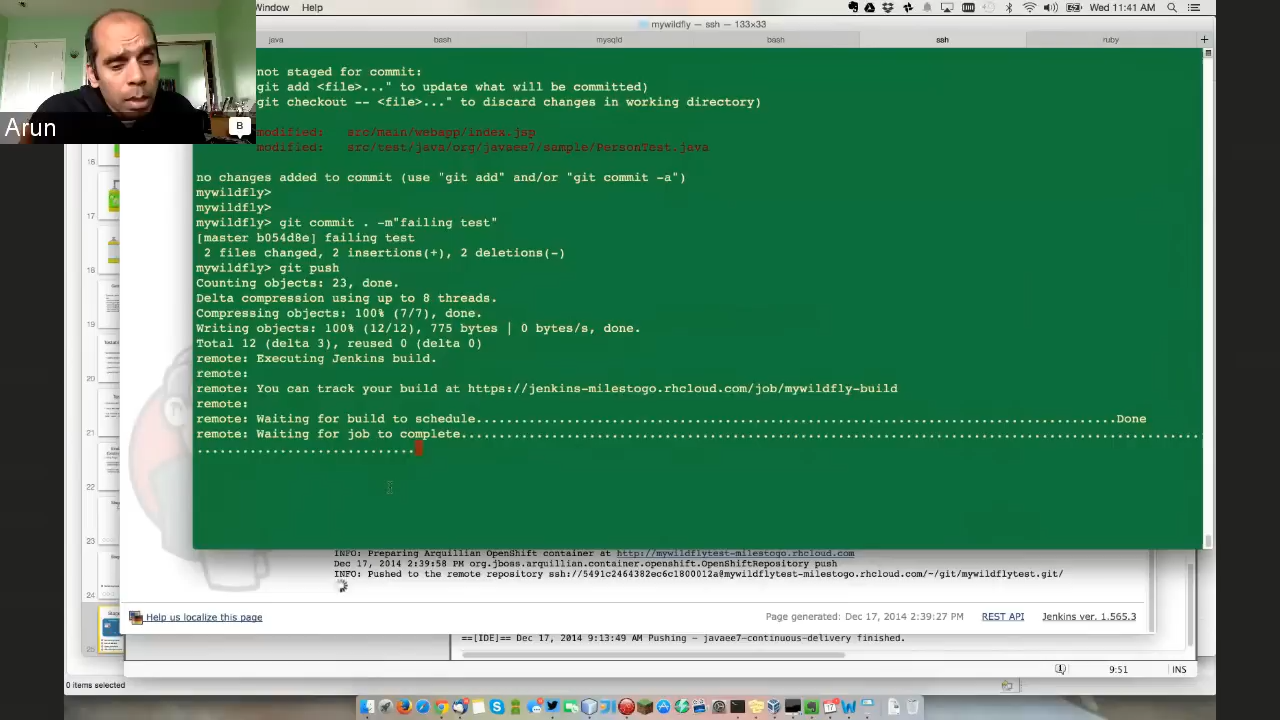 Window Help
Wed 11:41 AM
mywildfly — ssh — 133×33
java bash mysqld bash ssh ruby +
not staged for commit:
git add <file>..." to update what will be committed)
git checkout -- <file>..." to discard changes in working directory)
modified: src/main/webapp/index.jsp
modified: src/test/java/org/javaee7/sample/PersonTest.java
no changes added to commit (use "git add" and/or "git commit -a")
mywildfly>
mywildfly>
mywildfly> git commit . -m"failing test"
[master b054d8e] failing test
2 files changed, 2 insertions(+), 2 deletions(-)
mywildfly> git push
Counting objects: 23, done.
Delta compression using up to 8 threads.
Compressing objects: 100% (7/7), done.
Writing objects: 100% (12/12), 775 bytes | 0 bytes/s, done.
Total 12 (delta 3), reused 0 (delta 0)
remote: Executing Jenkins build.
remote:
remote: You can track your build at https://jenkins-milestogo.rhcloud.com/job/mywildfly-build
remote:
remote: Waiting for build to schedule.....................................................................................Done
remote: Waiting for job to complete..................................................................................................
.............................
Arun
B
16
17
18
19
20
21
22
23
24
25
INFO: Preparing Arquillian OpenShift container at http://mywildflytest-milestogo.rhcloud.com
Dec 17, 2014 2:39:58 PM org.jboss.arquillian.container.openshift.OpenShiftRepository push
INFO: Pushed to the remote repository ssh://5491c2464382ec6c1800012a@mywildflytest-milestogo.rhcloud.com/~/git/mywildflytest.git/
Help us localize this page
Page generated: Dec 17, 2014 2:39:27 PM REST API Jenkins ver. 1.565.3
==[IDE]== Dec 17, 2014 9:13:49 AM Pushing – javaee7-continuous-delivery finished.
9:51 INS
0 items selected